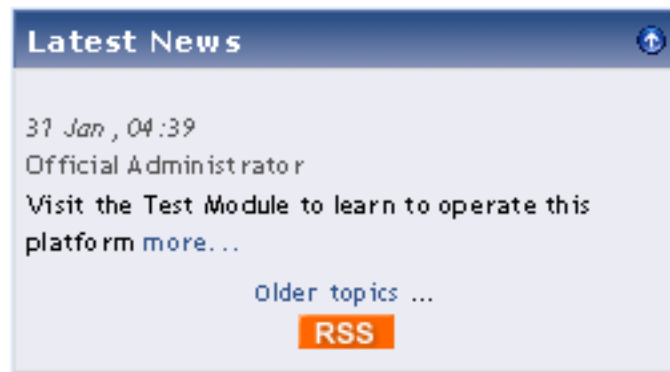 Latest News
31 Jan , 04:39
Official Administrator
Visit the Test Module to learn to operate this
platform more...
Older topics ...
RSS